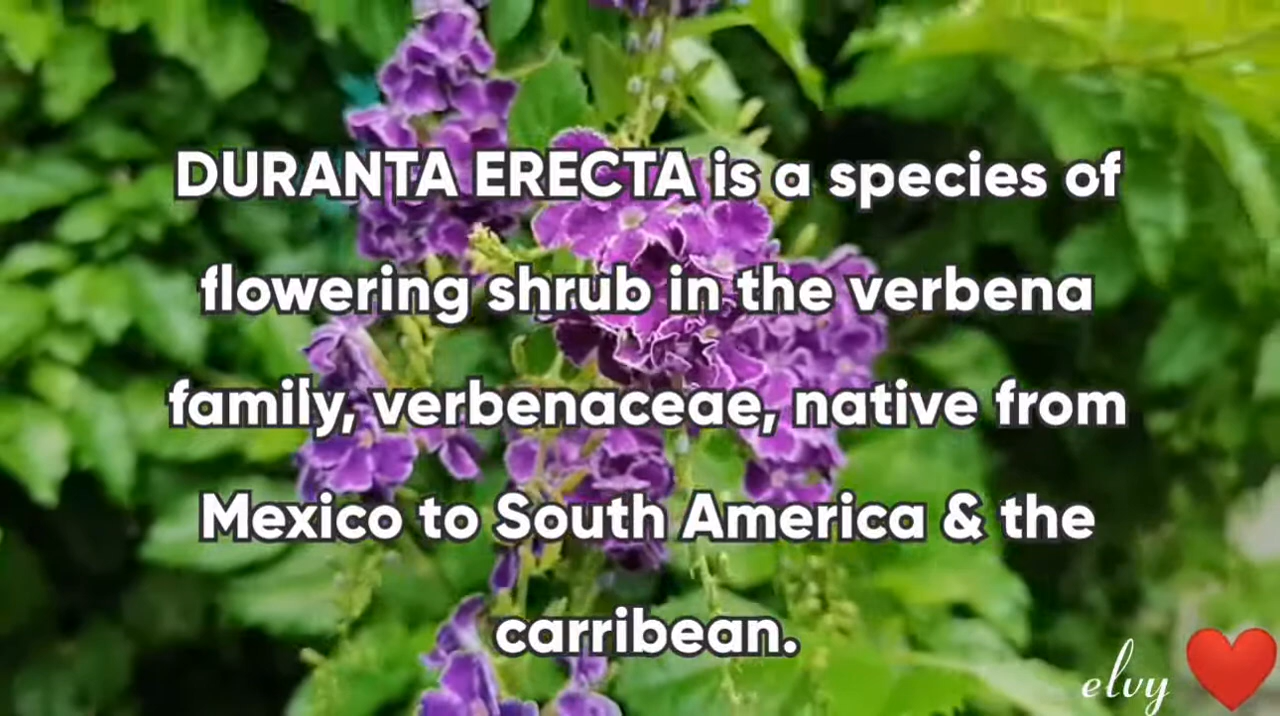 DURANTA ERECTA is a species of
flowering shrub in the verbena
family, verbenaceae, native from
Mexico to South America & the
carribean.
elvy